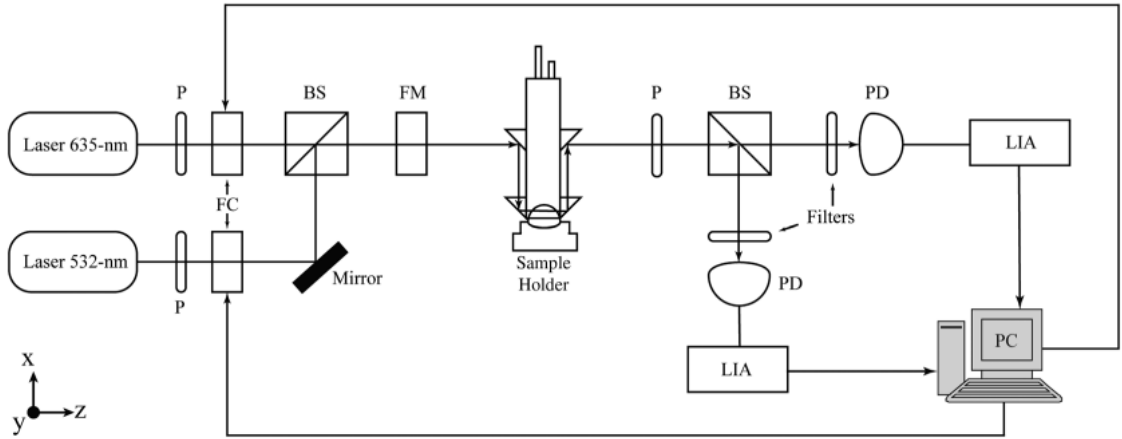 P
BS
FM
P
BS
PD
Laser 635-nm
LIA
FC
Filters
Laser 532-nm
Mirror
Sample
Holder
PD
P
PC
LIA
x
y
z